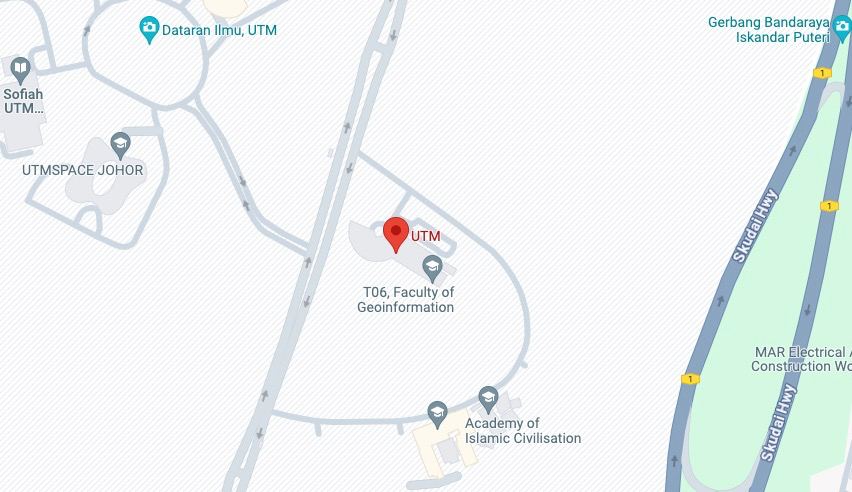 Dataran Ilmu, UTM
Gerbang Bandaraya
Iskandar Puteri
1
Sofiah
UTM...
UTMSPACE JOHOR
1
Skudai Hwy
UTM
T06, Faculty of
Geoinformation
MAR Electrical
Construction
1
Skudai Hwy
Academy of
Islamic Civilisation